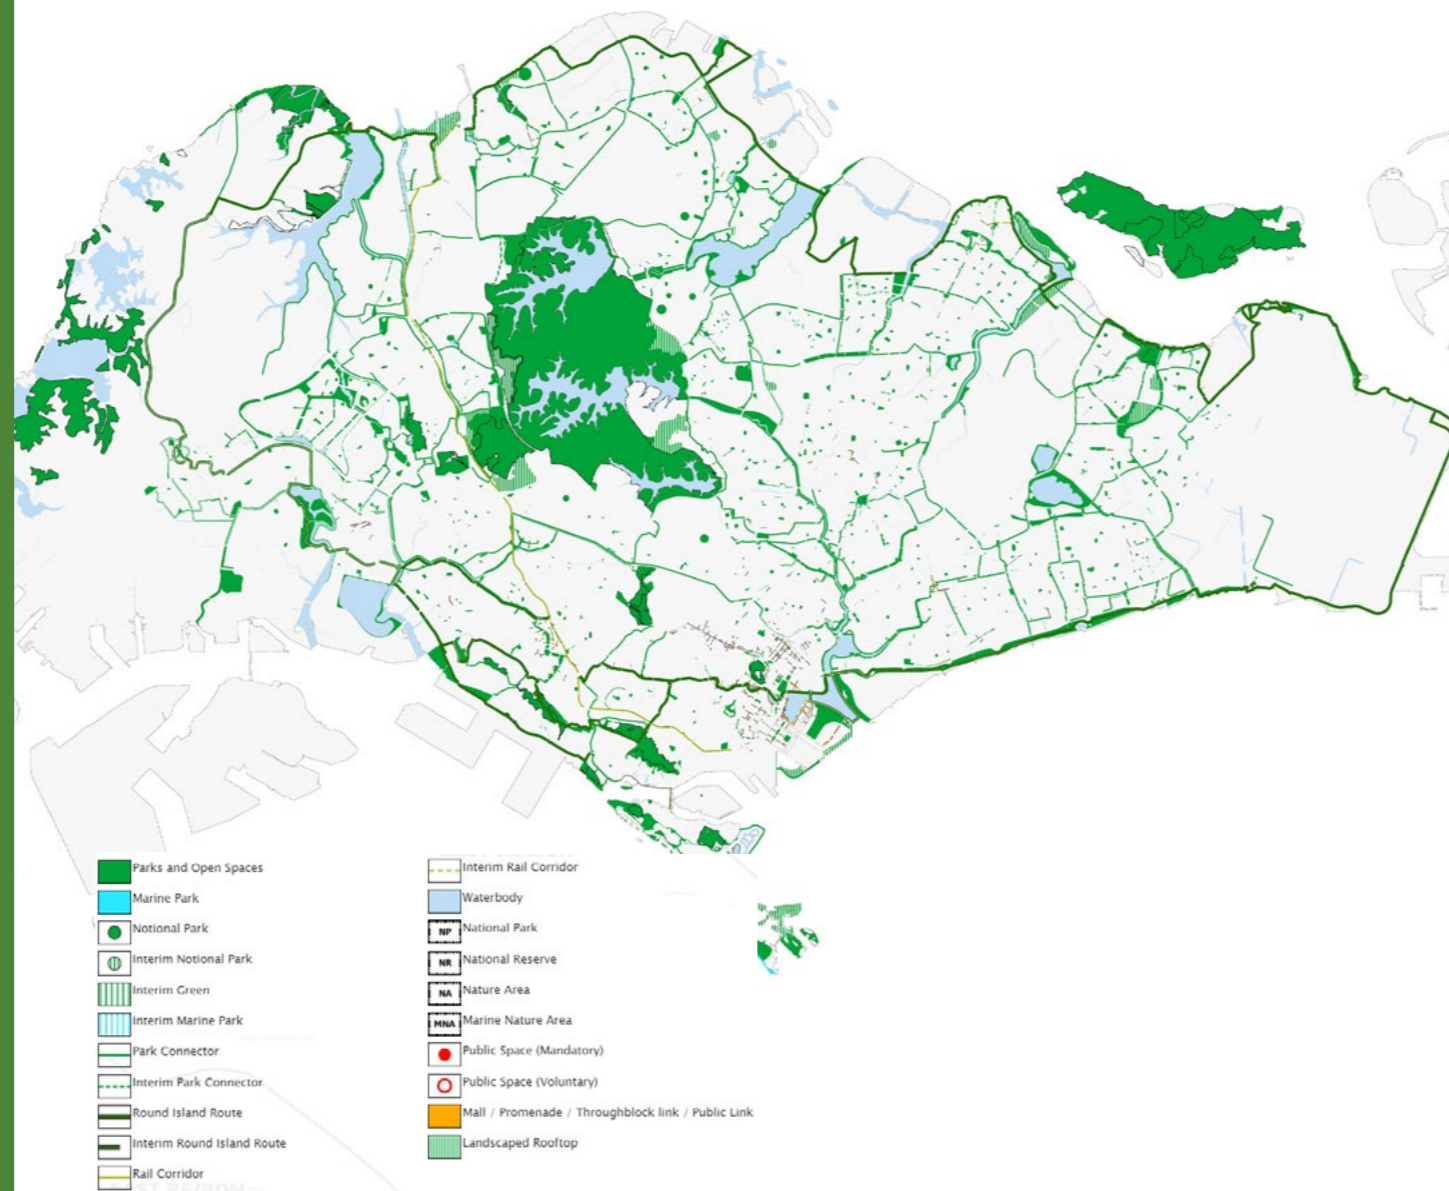 Parks and Open Spaces
Marine Park
Notional Park
Interim Notional Park
Interim Green
Interim Marine Park
Park Connector
Interim Park Connector
Round Island Route
Interim Round Island Route
Rail Corridor
Interim Rail Corridor
Waterbody
NP National Park
NR National Reserve
NA Nature Area
MNA Marine Nature Area
Public Space (Mandatory)
Public Space (Voluntary)
Mall / Promenade / Throughblock link / Public Link
Landscaped Rooftop
EAST REGION